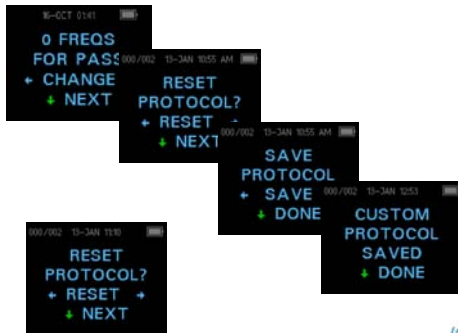 16-OCT 01:41
0 FREQS
FOR PASS
← CHANGE
↓ NEXT
000/002 13-JAN 10:55 AM
RESET
PROTOCOL?
← RESET →
↓ NEXT
000/002 13-JAN 10:55 AM
SAVE
PROTOCOL
← SAVE
↓ DONE
000/002 13-JAN 12:53
CUSTOM
PROTOCOL
SAVED
↓ DONE
000/002 13-JAN 11:10
RESET
PROTOCOL?
← RESET →
↓ NEXT